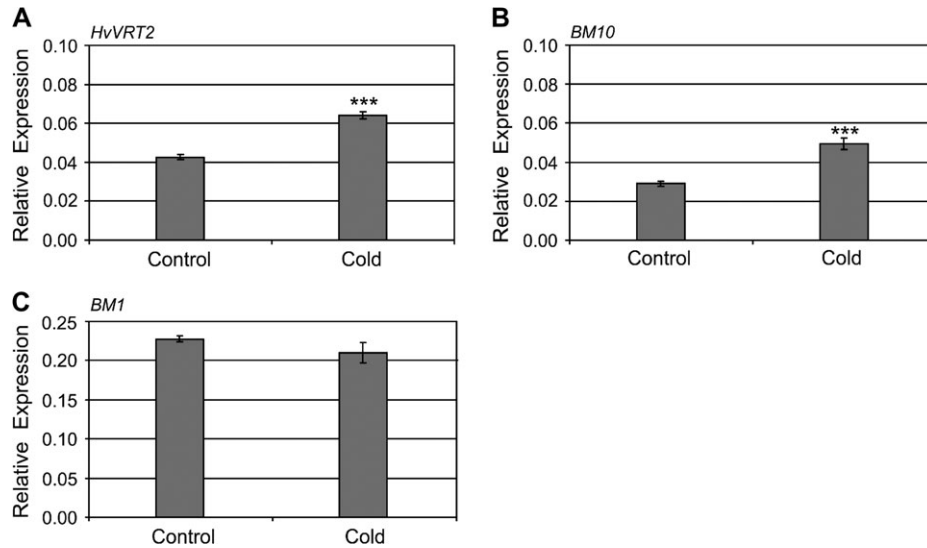 A
HvVRT2
Relative Expression
0.10
0.08
0.06
0.04
0.02
0.00
***
Control Cold
B
BM10
Relative Expression
0.10
0.08
0.06
0.04
0.02
0.00
***
Control Cold
C
BM1
Relative Expression
0.25
0.20
0.15
0.10
0.05
0.00
Control Cold